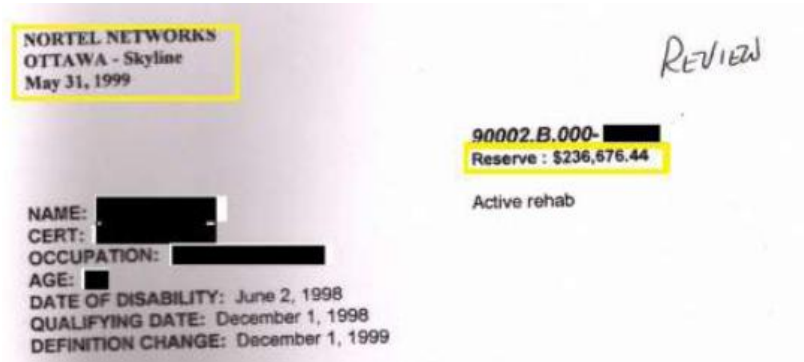 NORTEL NETWORKS
OTTAWA - Skyline
May 31, 1999
REVIEW
90002.B.000-
Reserve : $236,676.44
Active rehab
NAME:
CERT:
OCCUPATION:
AGE:
DATE OF DISABILITY: June 2, 1998
QUALIFYING DATE: December 1, 1998
DEFINITION CHANGE: December 1, 1999